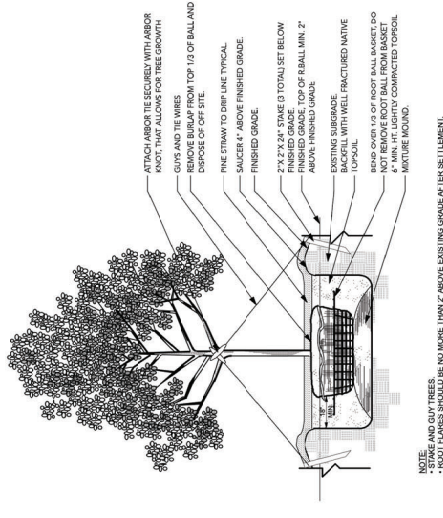 ATTACH ARBOR TIE SECURELY WITH ARBOR
KNOT, THAT ALLOWS FOR TREE GROWTH
GUYS AND TIE WIRES
REMOVE BURLAP FROM TOP 1/3 OF BALL AND
DISPOSE OF OFF SITE.
PINE STRAW TO DRIP LINE TYPICAL.
SAUCER 4" ABOVE FINISHED GRADE.
FINISHED GRADE.
2"X 2"X 24" STAKE (3 TOTAL) SET BELOW
FINISHED GRADE.
FINISHED GRADE, TOP OF R.BALL MIN. 2"
ABOVE FINISHED GRADE
EXISTING SUBGRADE.
BACKFILL WITH WELL FRACTURED NATIVE
TOPSOIL
BEND OVER 1/3 OF ROOT BALL BASKET, DO
NOT REMOVE ROOT BALL FROM BASKET
6" MIN. HT. LIGHTLY COMPACTED TOPSOIL
MIXTURE MOUND.
18"
MIN.
NOTE:
• STAKE AND GUY TREES.
• ROOT FLARES SHOULD BE NO MORE THAN 2" ABOVE EXISTING GRADE AFTER SETTLEMENT.